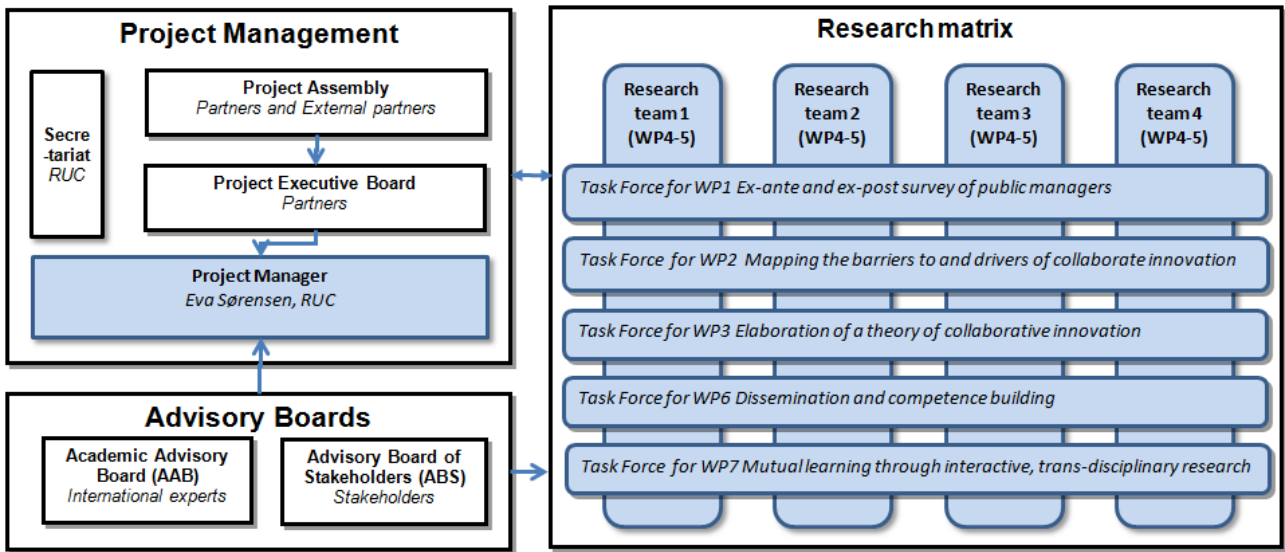 Project Management
Secre
-tariat
RUC
Project Assembly
Partners and External partners
Project Executive Board
Partners
Project Manager
Eva Sørensen, RUC
Advisory Boards
Academic Advisory
Board (AAB)
International experts
Advisory Board of
Stakeholders (ABS)
Stakeholders
Research matrix
Research
team 1
(WP4-5)
Research
team 2
(WP4-5)
Research
team 3
(WP4-5)
Research
team 4
(WP4-5)
Task Force for WP1 Ex-ante and ex-post survey of public managers
Task Force for WP2 Mapping the barriers to and drivers of collaborate innovation
Task Force for WP3 Elaboration of a theory of collaborative innovation
Task Force for WP6 Dissemination and competence building
Task Force for WP7 Mutual learning through interactive, trans-disciplinary research